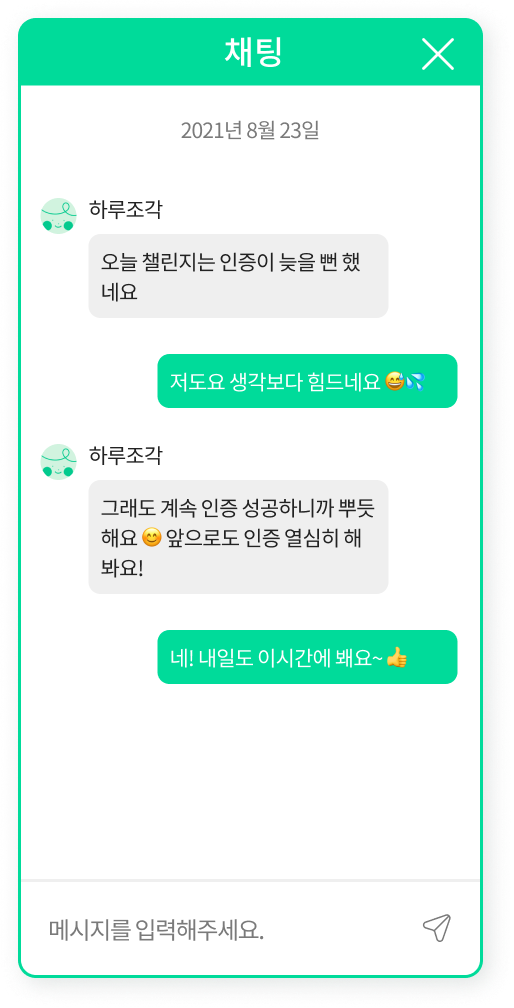 채팅
2021년 8월 23일
하루조각
오늘 챌린지는 인증이 늦을 뻔 했
네요
저도요 생각보다 힘드네요 😅💦
하루조각
그래도 계속 인증 성공하니까 뿌듯
해요 😊 앞으로도 인증 열심히 해
봐요!
네! 내일도 이시간에 봬요~👍
메시지를 입력해주세요.